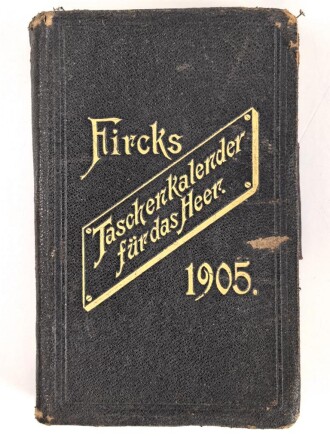 Fircks
Taschenkalender
für das Heer.
1905.